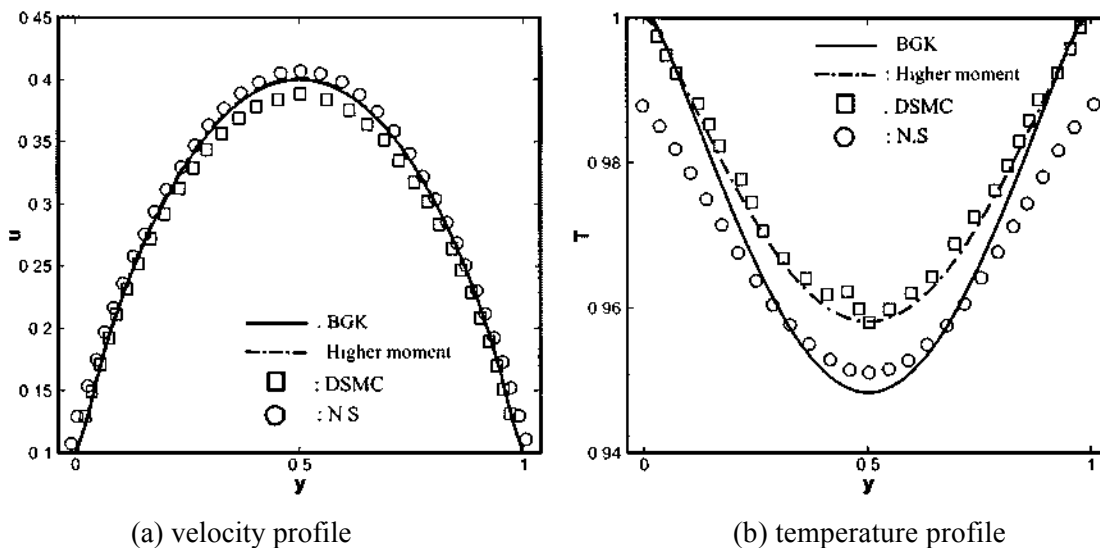 0 45
0 4
0 35
0 3
u
0 25
0 2
0 15
0 1
. BGK
Higher moment
: DSMC
: N S
0
0 5
1
y
(a) velocity profile
1
0 98
T
0 96
0 94
. BGK
: Higher moment
. DSMC
: N.S
0
0 5
1
y
(b) temperature profile